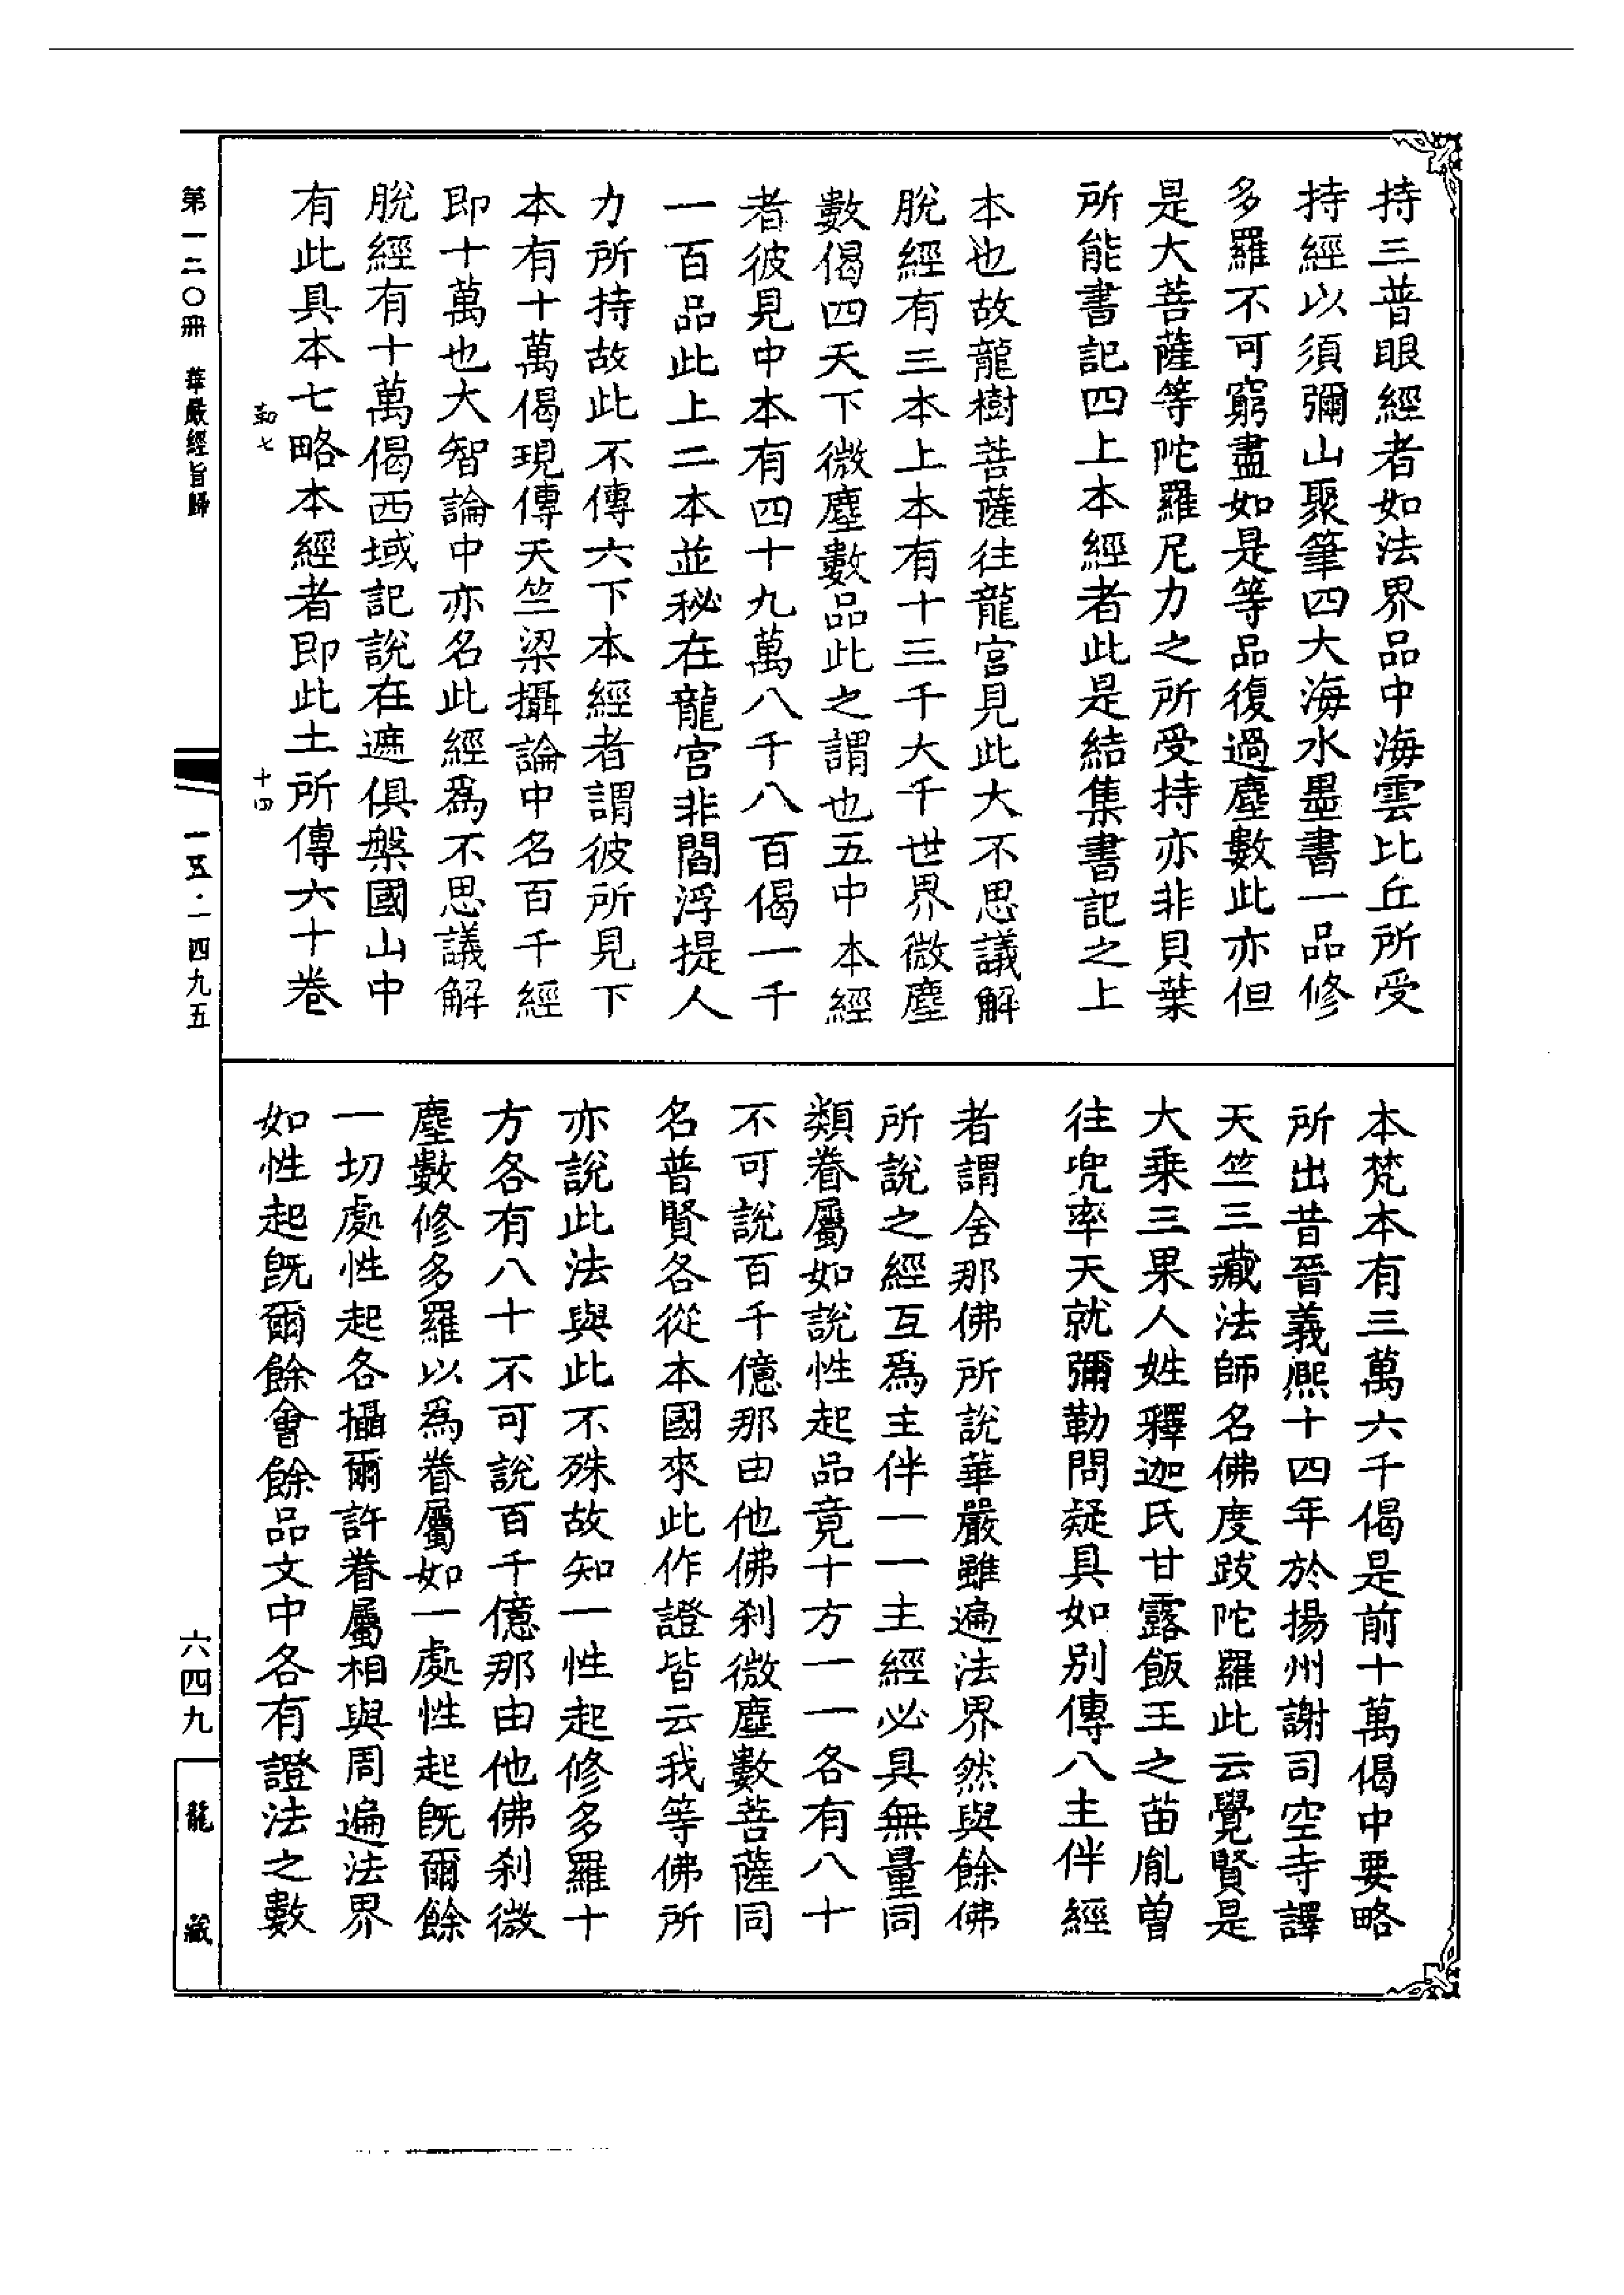 持三普眼經者如法界品中海雲比丘所受
持經以須彌山聚筆四大海水墨書一品修
多羅不可窮盡如是等品復過塵數此亦但
是大菩薩等陀羅尼力之所受持亦非貝葉
所能書記四上本經者此是結集書記之上
本也故龍樹菩薩往龍宮見此大不思議解
脫經有三本上本有十三千大千世界微塵
數偈四天下微塵數品此之謂也五中本經
者彼見中本有四十九萬八千八百偈一千
一百品此上二本並秘在龍宮非閻浮提人
力所持故此不傳六下本經者謂彼所見下
本有十萬偈現傳天竺梁攝論中名百千經
即十萬也大智論中亦名此經爲不思議解
脫經有十萬偈西域記說在遮俱槃國山中
有此具本七略本經者即此土所傳六十卷
本梵本有三萬六千偈是前十萬偈中要略
所出昔晉義熙十四年於揚州謝司空寺譯
天竺三藏法師名佛度跋陀羅此云覺賢是
大乘三果人姓釋迦氏甘露飯王之苗胤曾
往兜率天就彌勒問疑具如別傳八主伴經
者謂舍那佛所說華嚴雖遍法界然與餘佛
所說之經互爲主伴一一主經必具無量同
類眷屬如說性起品竟十方一一各有八十
不可說百千億那由他佛刹微塵數菩薩同
名普賢各從本國來此作證皆云我等佛所
亦說此法與此不殊故知一性起修多羅十
方各有八十不可說百千億那由他佛刹微
塵數修多羅以爲眷屬如一處性起旣爾餘
一切處性起各攝爾許眷屬相與周遍法界
如性起旣爾餘會餘品文中各有證法之數
第一二〇冊 華嚴經旨歸
七
十四
一五·一四九五
六四九
龍藏